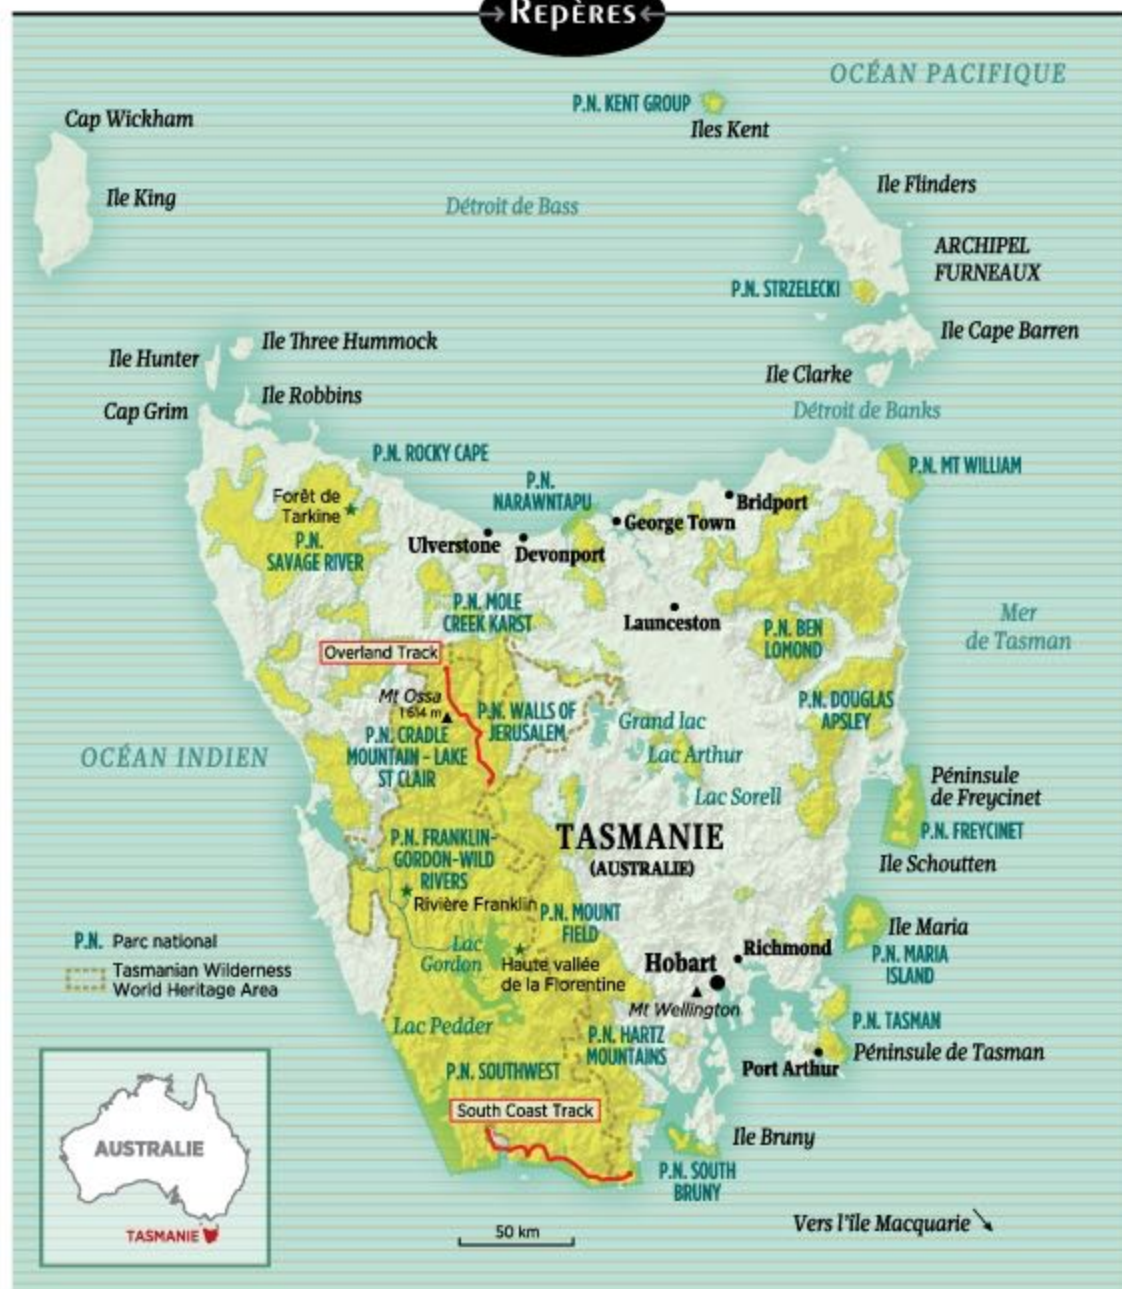 →REPÈRES←
OCÉAN PACIFIQUE
P.N. KENT GROUP
Iles Kent
Cap Wickham
Ile King
Détroit de Bass
Ile Flinders
ARCHIPEL
FURNEAUX
P.N. STRZELECKI
Ile Cape Barren
Ile Three Hummock
Ile Hunter
Ile Clarke
Ile Robbins
Cap Grim
Détroit de Banks
P.N. ROCKY CAPE
P.N. MT WILLIAM
P.N.
NARAWNTAPU
Forêt de
Tarkine
Bridport
George Town
P.N.
SAVAGE RIVER
Ulverstone
Devonport
P.N. MOLE
CREEK KARST
Launceston
P.N. BEN
LOMOND
Mer
de Tasman
Overland Track
Mt Ossa
1 614 m
P.N. WALLS OF
JERUSALEM
P.N. DOUGLAS
APSLEY
Grand lac
P.N. CRADLE
MOUNTAIN - LAKE
ST CLAIR
OCÉAN INDIEN
Lac Arthur
Lac Sorell
Péninsule
de Freycinet
P.N. FREYCINET
TASMANIE
(AUSTRALIE)
P.N. FRANKLIN-
GORDON-WILD
RIVERS
Ile Schoutten
Rivière Franklin
P.N. MOUNT
FIELD
Ile Maria
P.N. MARIA
ISLAND
P.N. Parc national
Tasmanian Wilderness
World Heritage Area
Lac
Gordon
Haute vallée
de la Florentine
Richmond
Hobart
Mt Wellington
Lac Pedder
P.N. HARTZ
MOUNTAINS
P.N. TASMAN
Péninsule de Tasman
Port Arthur
P.N. SOUTHWEST
South Coast Track
Ile Bruny
P.N. SOUTH
BRUNY
AUSTRALIE
TASMANIE
50 km
Vers l'île Macquarie